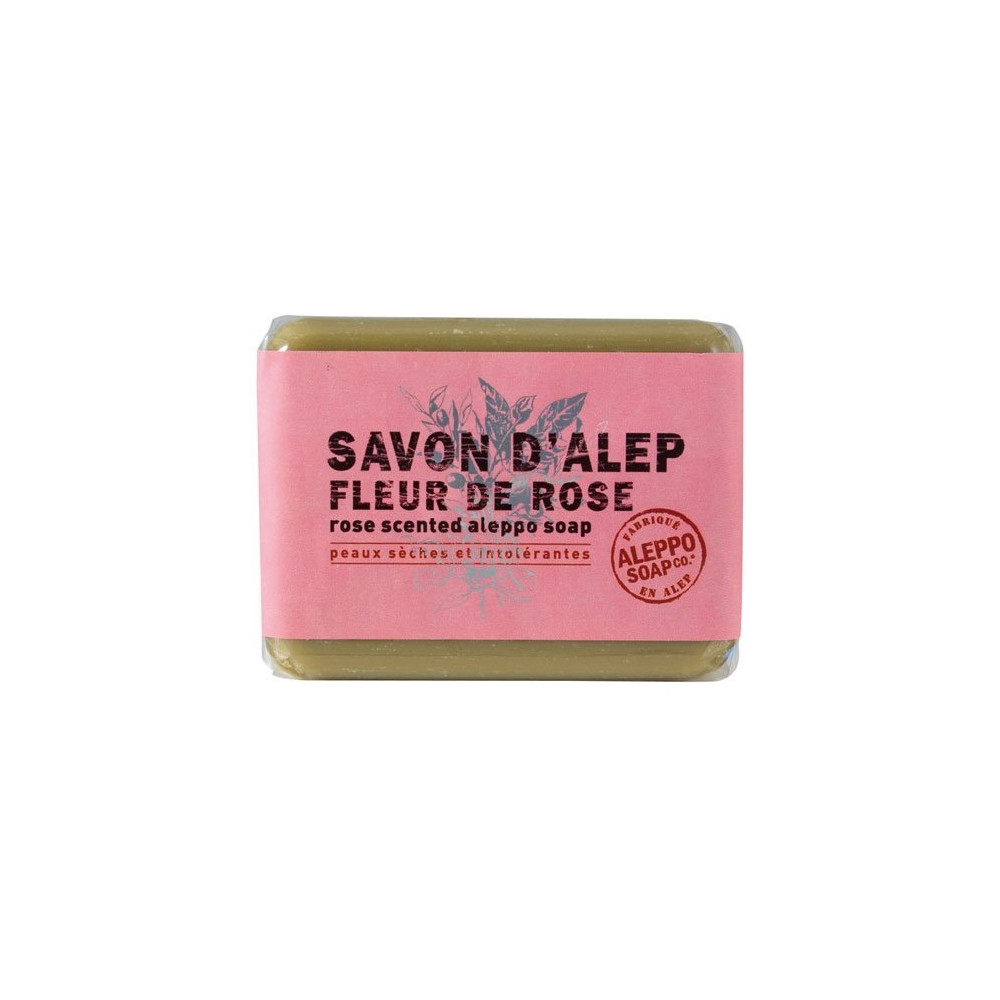 SAVON D'ALEP
FLEUR DE ROSE
rose scented aleppo soap
peaux sèches et intolérantes
FABRIQUÉ
ALEPPO
SOAP CO.®
EN ALEP